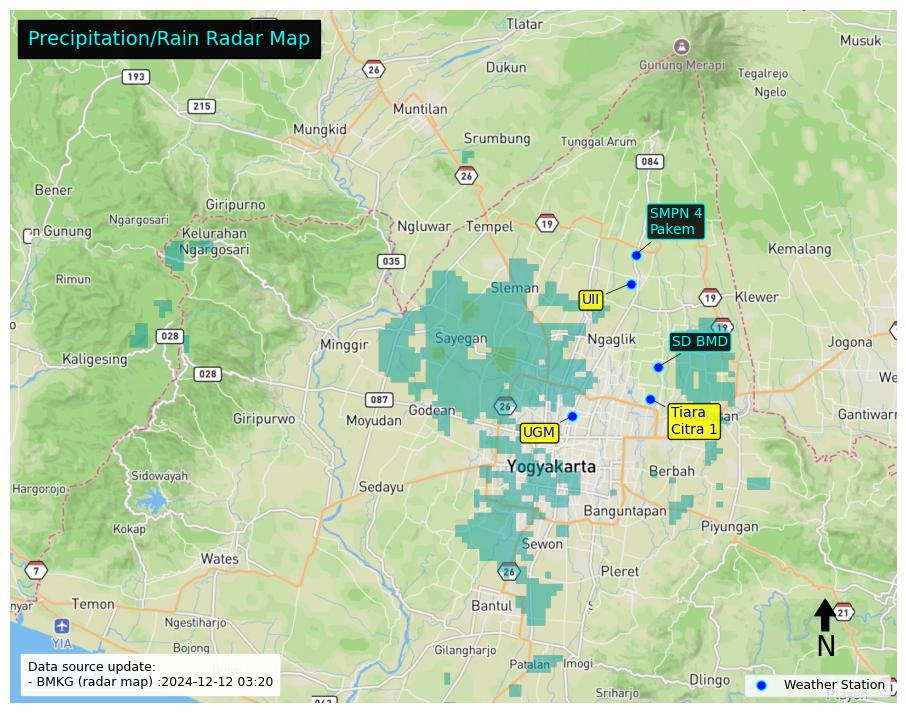 Precipitation/Rain Radar Map
Tlatar
Musuk
26
Gunung Merapi
193
Dukun
Tegalrejo
Ngelo
215
Muntilan
Mungkid
Srumbung
Tunggal Arum
084
26
Bener
Giripurno
SMPN 4
Pakem
Ngargosari
Ngluwar
Tempel
19
Gunung
Kelurahan
Ngargosari
Kemalang
035
Rimun
Sleman
UII
19
Klewer
028
Minggir
Sayegan
Ngaglik
19
SD BMD
Jogona
Kaligesing
028
087
Godean
26
Giripurwo
Moyudan
Tiara
Citra 1
Gantiwarn
UGM
Yogyakarta
Berbah
Sidowayah
Hargorojo
Sedayu
Kokap
Banguntapan
Piyungan
Wates
Sewon
7
26
Pleret
Temon
Bantul
21
Ngestiharjo
YIA
N
Bojong
Gilangharjo
Patalan
Imogi
Data source update:
- BMKG (radar map) :2024-12-12 03:20
Sriharjo
Dlingo
Weather Station